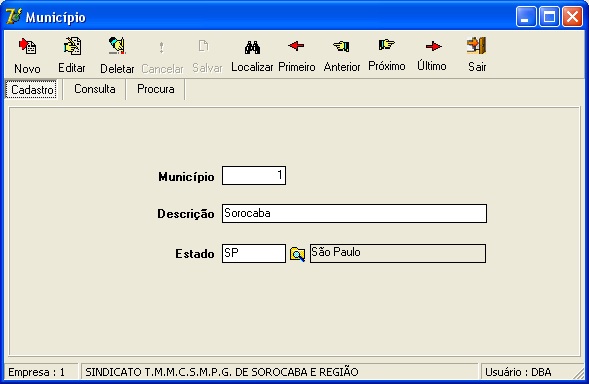 Município
Novo Editar Deletar Cancelar Salvar Localizar Primeiro Anterior Próximo Último Sair
Cadastro Consulta Procura
Município 1
Descrição Sorocaba
Estado SP São Paulo
Empresa : 1 SINDICATO T.M.M.C.S.M.P.G. DE SOROCABA E REGIÃO Usuário : DBA